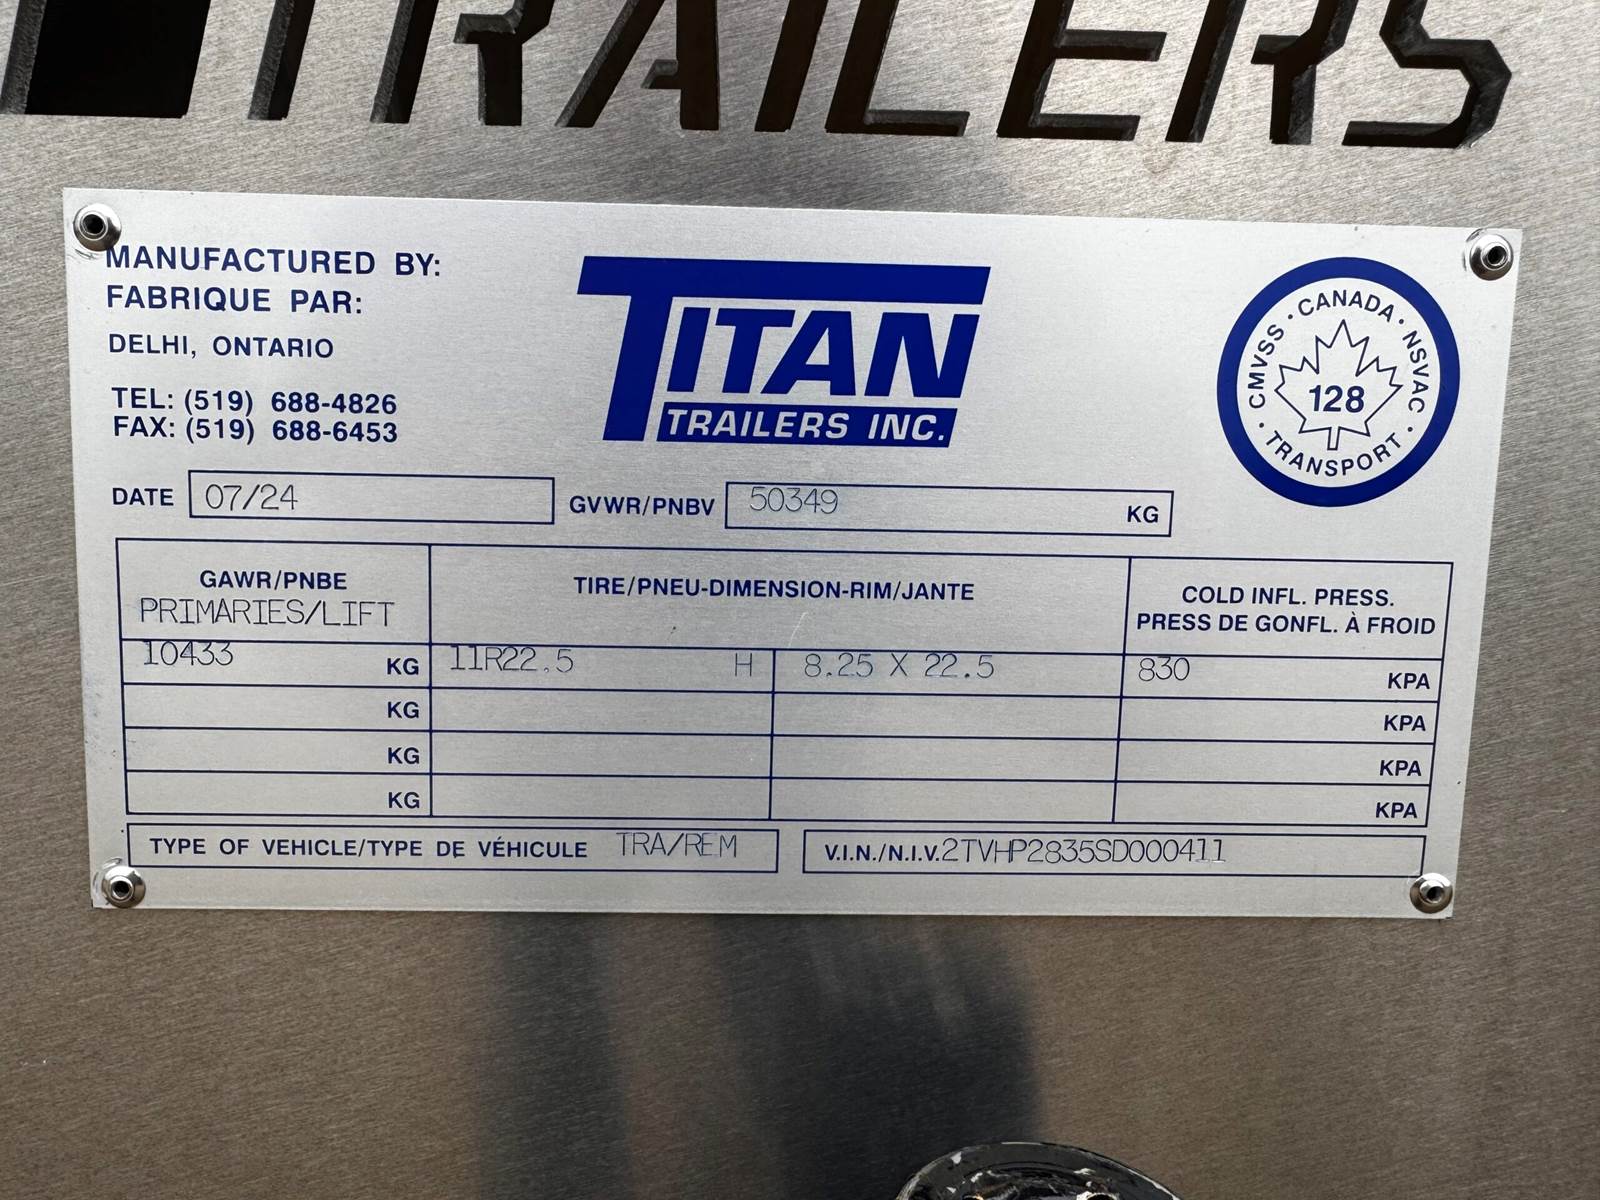 TRAILERS
MANUFACTURED BY:
FABRIQUE PAR:
DELHI, ONTARIO
TEL: (519) 688-4826
FAX: (519) 688-6453
TITAN
TRAILERS INC.
CMVSS · CANADA · NSVAC · TRANSPORT ·
128
DATE 07/24 GVWR/PNBV 50349 KG
GAWR/PNBE TIRE/PNEU-DIMENSION-RIM/JANTE COLD INFL. PRESS.
PRIMARIES/LIFT PRESS DE GONFL. À FROID
10433 KG 11R22.5 H 8.25 X 22.5 830 KPA
KG KPA
KG KPA
KG KPA
TYPE OF VEHICLE/TYPE DE VÉHICULE TRA/REM V.I.N./N.I.V. 2TVHP2835SD000411